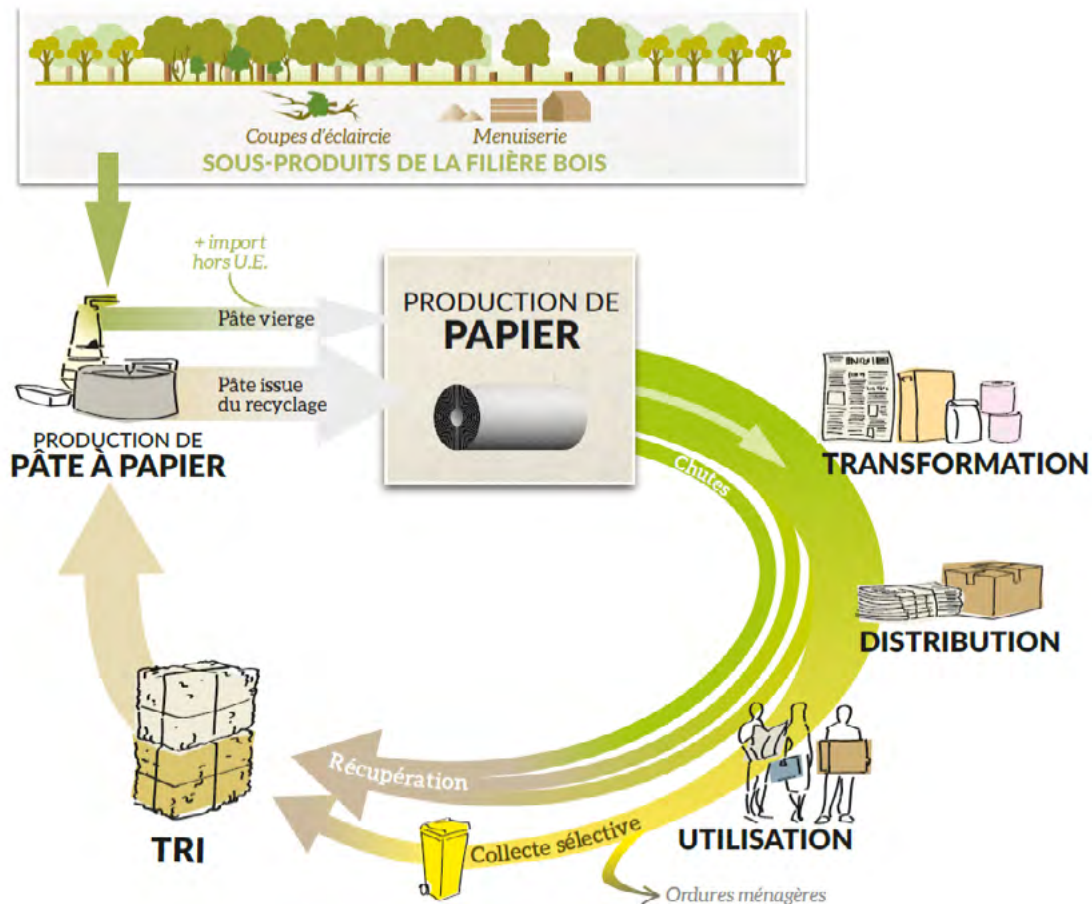 Coupes d'éclaircie
Menuiserie
SOUS-PRODUITS DE LA FILIÈRE BOIS
+ import
hors U.E.
Pâte vierge
Pâte issue
du recyclage
PRODUCTION DE
PÂTE À PAPIER
PRODUCTION DE
PAPIER
Chutes
TRANSFORMATION
DISTRIBUTION
UTILISATION
Récupération
Collecte sélective
Ordures ménagères
TRI